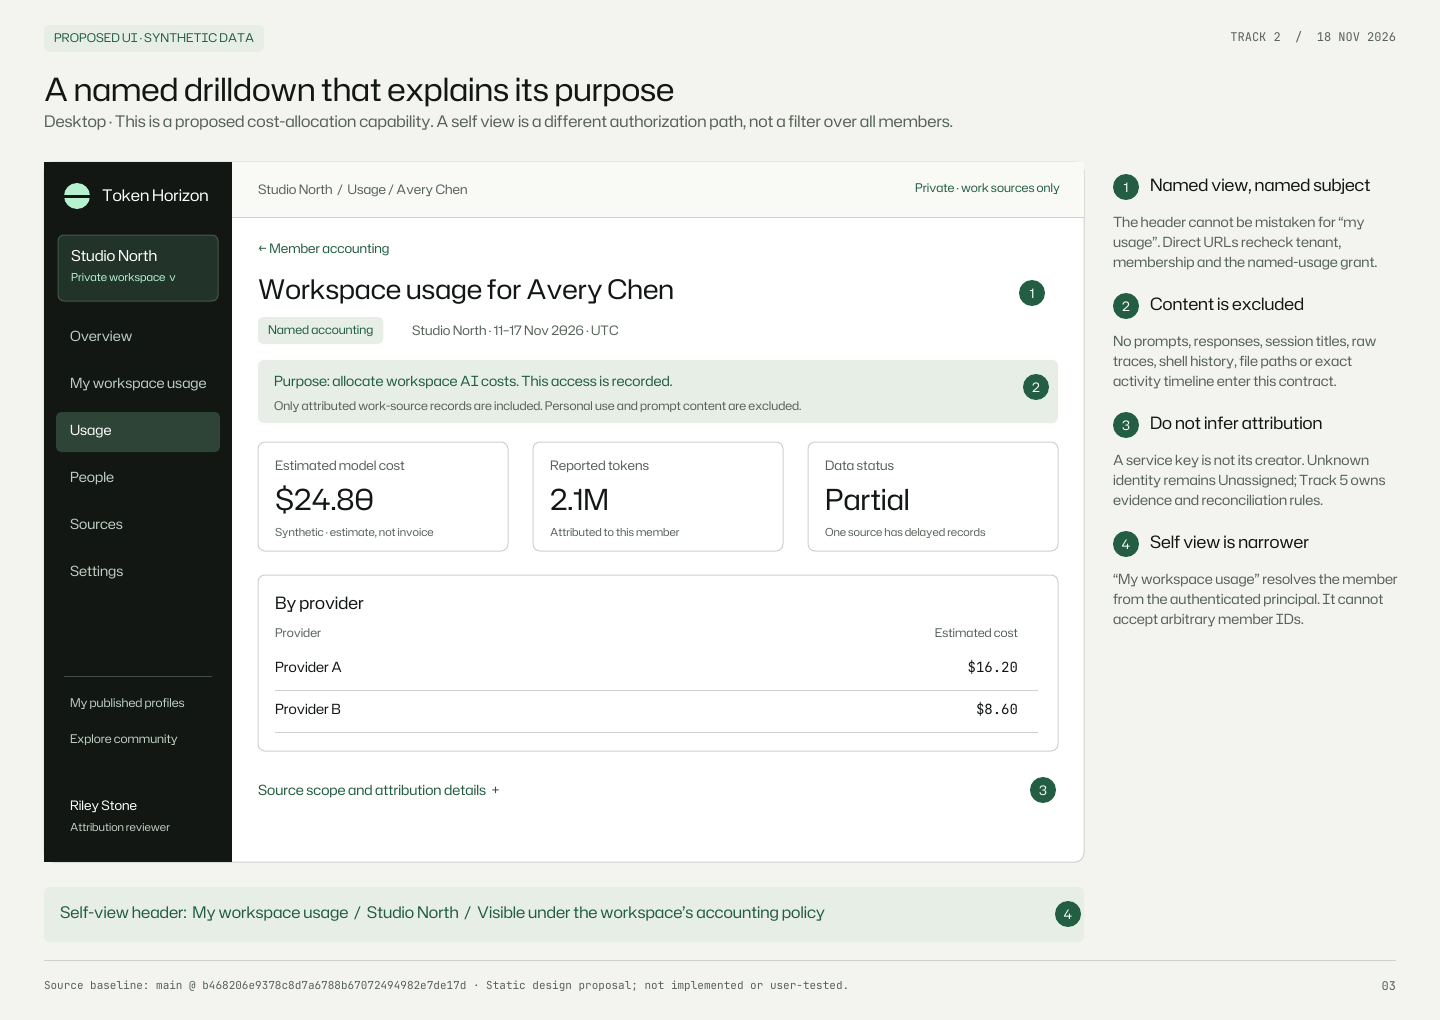 PROPOSED UI · SYNTHETIC DATA
TRACK 2 / 18 NOV 2026
A named drilldown that explains its purpose
Desktop · This is a proposed cost-allocation capability. A self view is a different authorization path, not a filter over all members.
Token Horizon
Studio North
Private workspace v
Overview
My workspace usage
Usage
People
Sources
Settings
My published profiles
Explore community
Riley Stone
Attribution reviewer
Studio North / Usage / Avery Chen
Private · work sources only
← Member accounting
Workspace usage for Avery Chen
1
Named accounting
Studio North · 11–17 Nov 2026 · UTC
Purpose: allocate workspace AI costs. This access is recorded.
2
Only attributed work-source records are included. Personal use and prompt content are excluded.
Estimated model cost
$24.80
Synthetic · estimate, not invoice
Reported tokens
2.1M
Attributed to this member
Data status
Partial
One source has delayed records
By provider
Provider
Estimated cost
Provider A
$16.20
Provider B
$8.60
Source scope and attribution details +
3
1 Named view, named subject
The header cannot be mistaken for “my
usage”. Direct URLs recheck tenant,
membership and the named-usage grant.
2 Content is excluded
No prompts, responses, session titles, raw
traces, shell history, file paths or exact
activity timeline enter this contract.
3 Do not infer attribution
A service key is not its creator. Unknown
identity remains Unassigned; Track 5 owns
evidence and reconciliation rules.
4 Self view is narrower
“My workspace usage” resolves the member
from the authenticated principal. It cannot
accept arbitrary member IDs.
Self-view header: My workspace usage / Studio North / Visible under the workspace’s accounting policy
4
Source baseline: main @ b468206e9378c8d7a6788b67072494982e7de17d · Static design proposal; not implemented or user-tested.
03